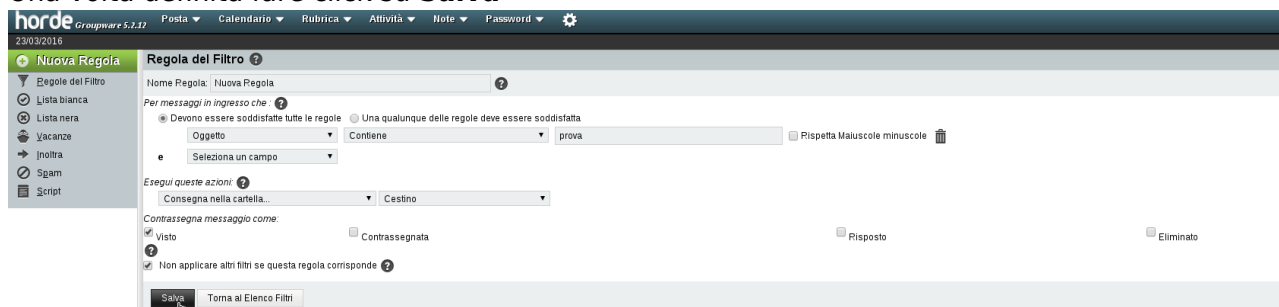 Una volta definita fare click su Salva
horde Groupware 5.2.12 Posta Calendario Rubrica Attività Note Password
23/03/2016
Nuova Regola
Regole del Filtro
Lista bianca
Lista nera
Vacanze
Inoltra
Spam
Script
Regola del Filtro
Nome Regola: Nuova Regola
Per messaggi in ingresso che :
Devono essere soddisfatte tutte le regole Una qualunque delle regole deve essere soddisfatta
Oggetto Contiene prova Rispetta Maiuscole minuscole
e Seleziona un campo
Esegui queste azioni:
Consegna nella cartella... Cestino
Contrassegna messaggio come:
Visto Contrassegnata Risposto Eliminato
Non applicare altri filtri se questa regola corrisponde
Salva Torna al Elenco Filtri